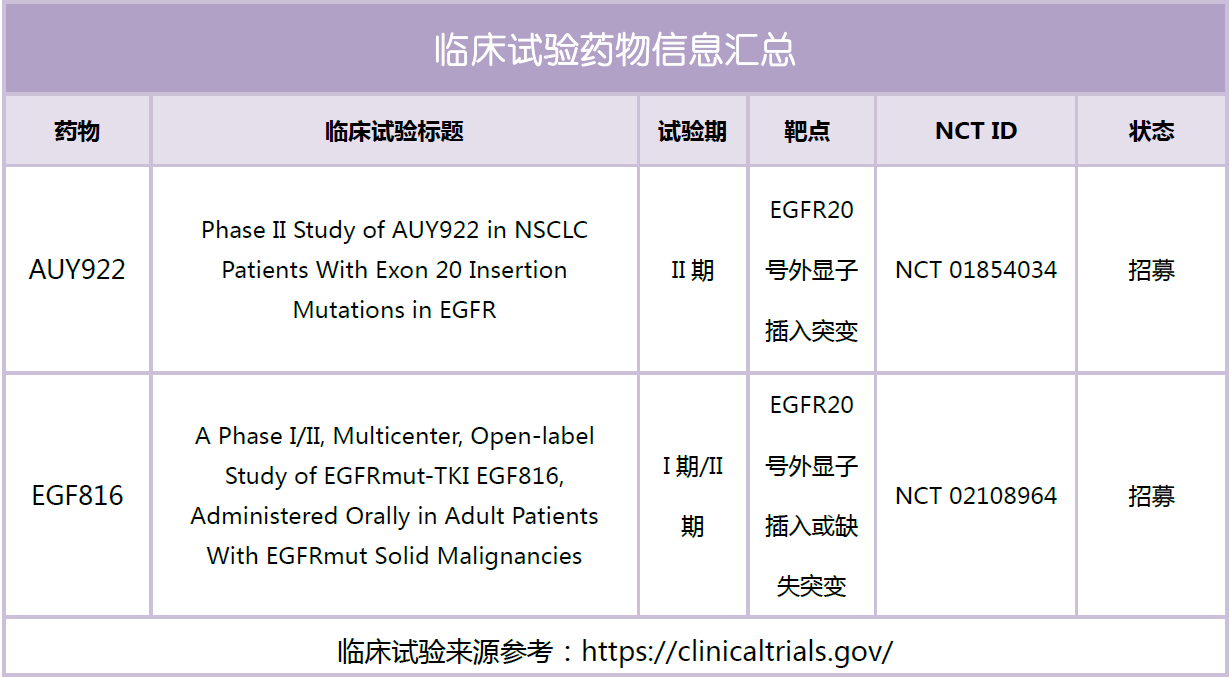 临床试验药物信息汇总
药物
临床试验标题
试验期
靶点
NCT ID
状态
AUY922
Phase II Study of AUY922 in NSCLC
Patients With Exon 20 Insertion
Mutations in EGFR
II 期
EGFR20
号外显子
插入突变
NCT 01854034
招募
EGF816
A Phase I/II, Multicenter, Open-label
Study of EGFRmut-TKI EGF816,
Administered Orally in Adult Patients
With EGFRmut Solid Malignancies
I 期/II
期
EGFR20
号外显子
插入或缺
失突变
NCT 02108964
招募
临床试验来源参考：https://clinicaltrials.gov/